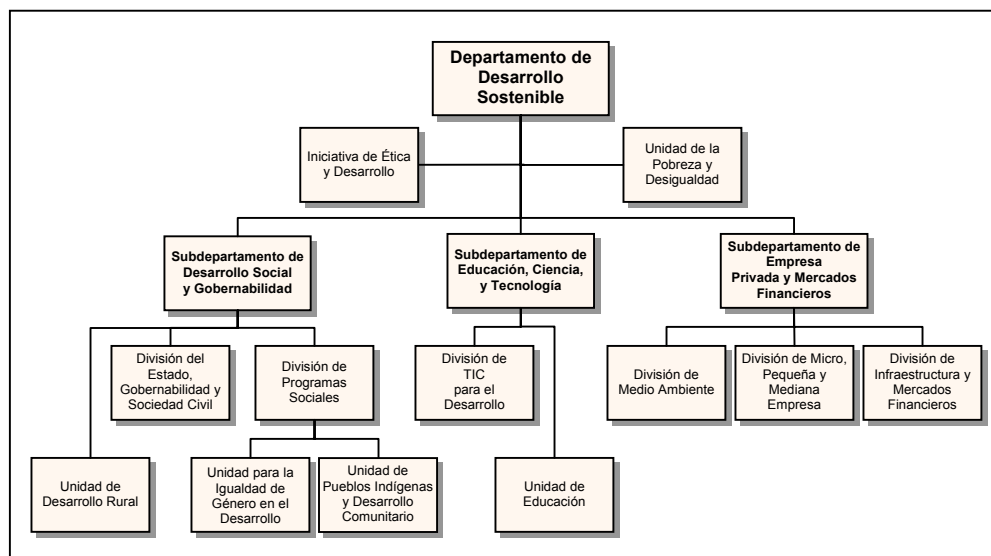 Departamento de
Desarrollo
Sostenible
Iniciativa de Ética
y Desarrollo
Unidad de la
Pobreza y
Desigualdad
Subdepartamento de
Desarrollo Social
y Gobernabilidad
Subdepartamento de
Educación, Ciencia,
y Tecnología
Subdepartamento de
Empresa
Privada y Mercados
Financieros
División del
Estado,
Gobernabilidad y
Sociedad Civil
División de
Programas
Sociales
División de
TIC
para el
Desarrollo
División de
Medio Ambiente
División de Micro,
Pequeña y
Mediana
Empresa
División de
Infraestructura y
Mercados
Financieros
Unidad de
Desarrollo Rural
Unidad para la
Igualdad de
Género en el
Desarrollo
Unidad de
Pueblos Indígenas
y Desarrollo
Comunitario
Unidad de
Educación